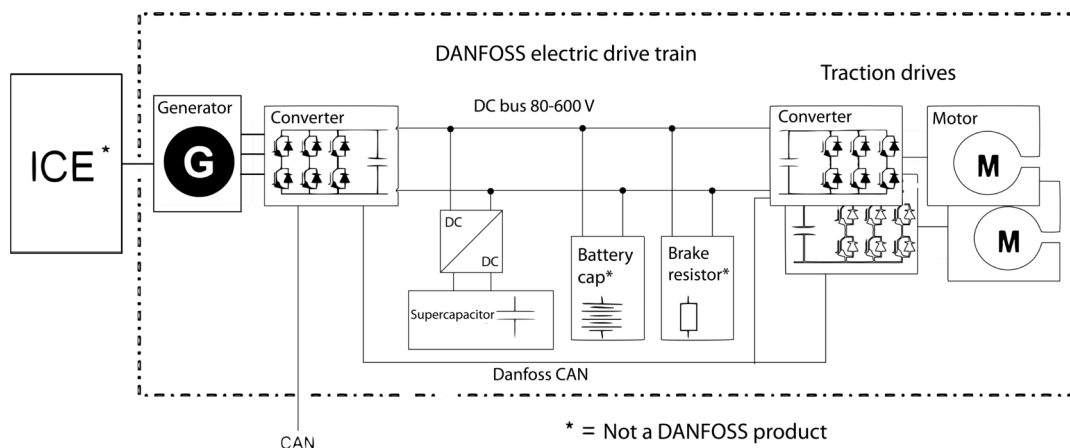 DANFOSS electric drive train
Traction drives
DC bus 80-600 V
ICE*
Generator
G
Converter
Converter
Motor
M
M
DC
DC
Supercapacitor
Battery
cap*
Brake
resistor*
Danfoss CAN
CAN
* = Not a DANFOSS product